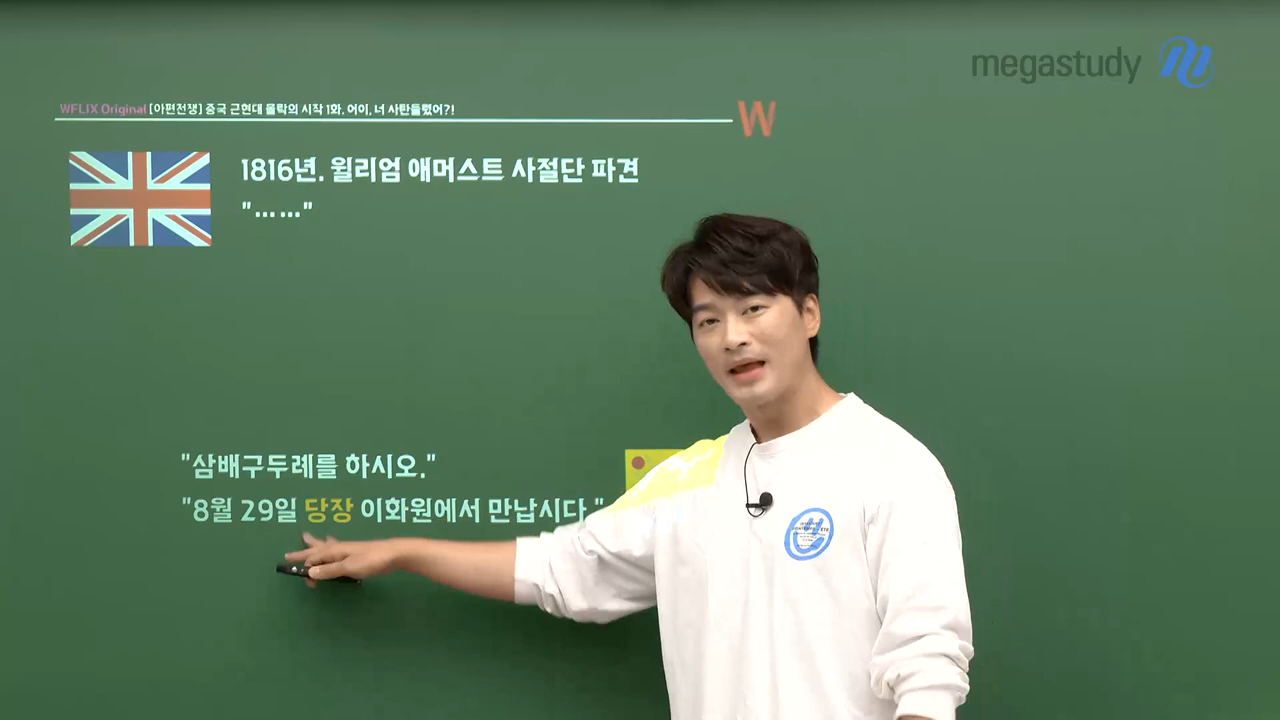 megastudy
WFLIX Original [아편전쟁] 중국 근현대 몰락의 시작 1화. 어이, 너 사탄들렸어?!
W
1816년. 윌리엄 애머스트 사절단 파견
"... ..."
"삼배구두례를 하시오."
"8월 29일 당장 이화원에서 만납시다."